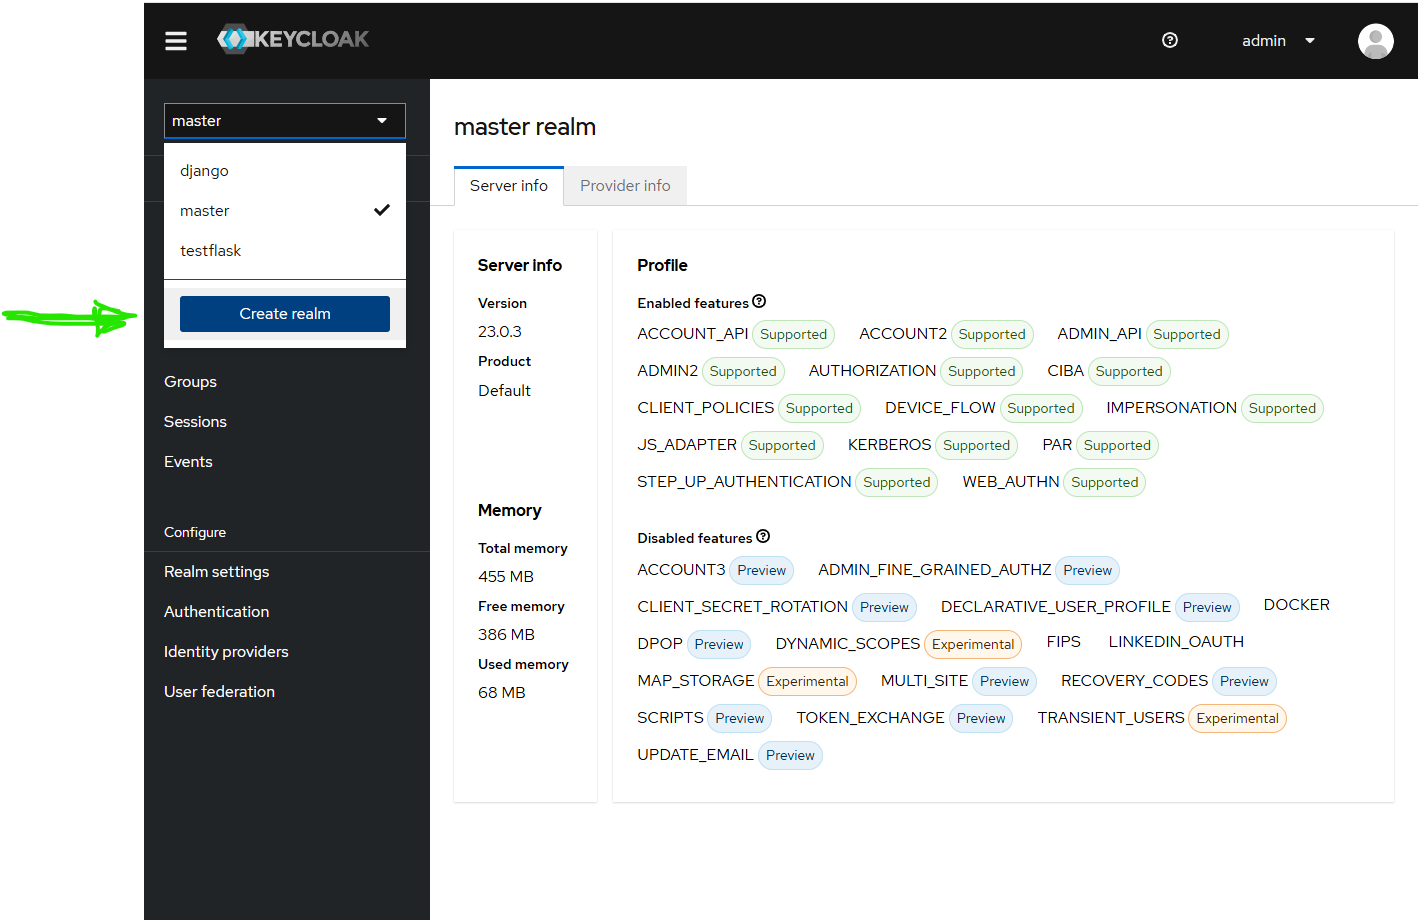 KEYCLOAK
admin
master
django
master
testflask
Create realm
Groups
Sessions
Events
Configure
Realm settings
Authentication
Identity providers
User federation
master realm
Server info Provider info
Server info
Version
23.0.3
Product
Default
Memory
Total memory
455 MB
Free memory
386 MB
Used memory
68 MB
Profile
Enabled features
ACCOUNT_API Supported ACCOUNT2 Supported ADMIN_API Supported
ADMIN2 Supported AUTHORIZATION Supported CIBA Supported
CLIENT_POLICIES Supported DEVICE_FLOW Supported IMPERSONATION Supported
JS_ADAPTER Supported KERBEROS Supported PAR Supported
STEP_UP_AUTHENTICATION Supported WEB_AUTHN Supported
Disabled features
ACCOUNT3 Preview ADMIN_FINE_GRAINED_AUTHZ Preview
CLIENT_SECRET_ROTATION Preview DECLARATIVE_USER_PROFILE Preview DOCKER
DPOP Preview DYNAMIC_SCOPES Experimental FIPS LINKEDIN_OAUTH
MAP_STORAGE Experimental MULTI_SITE Preview RECOVERY_CODES Preview
SCRIPTS Preview TOKEN_EXCHANGE Preview TRANSIENT_USERS Experimental
UPDATE_EMAIL Preview